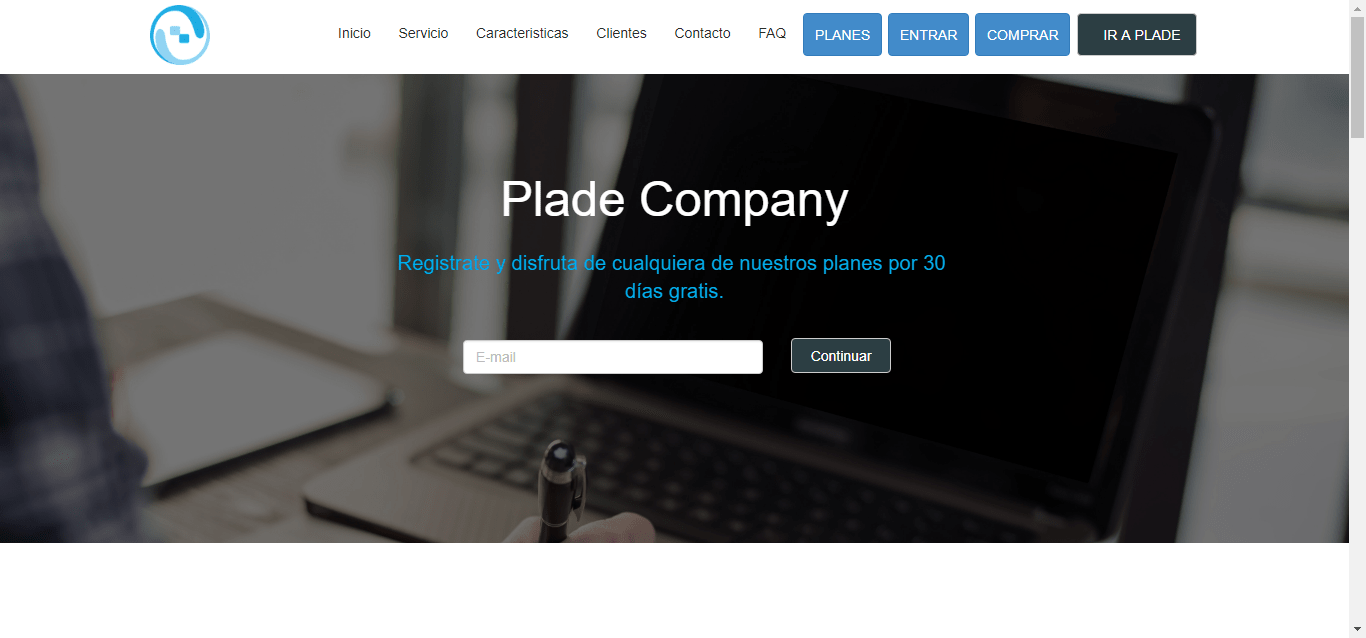 Inicio Servicio Caracteristicas Clientes Contacto FAQ PLANES ENTRAR COMPRAR IR A PLADE
Plade Company
Registrate y disfruta de cualquiera de nuestros planes por 30
días gratis.
E-mail Continuar